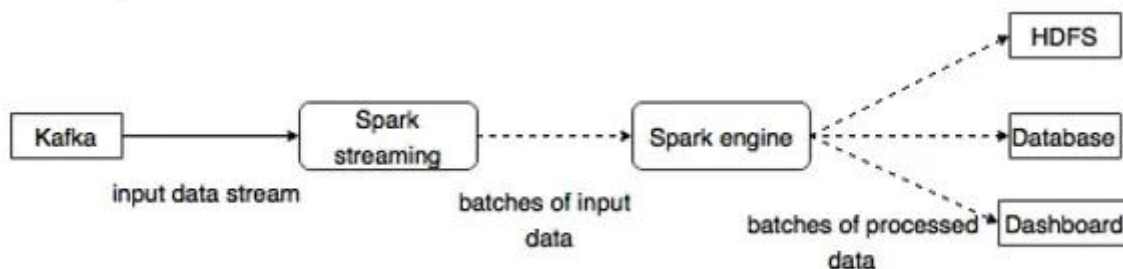 HDFS
Kafka
Spark
streaming
Spark engine
Database
input data stream
batches of input
data
batches of processed
data
Dashboard